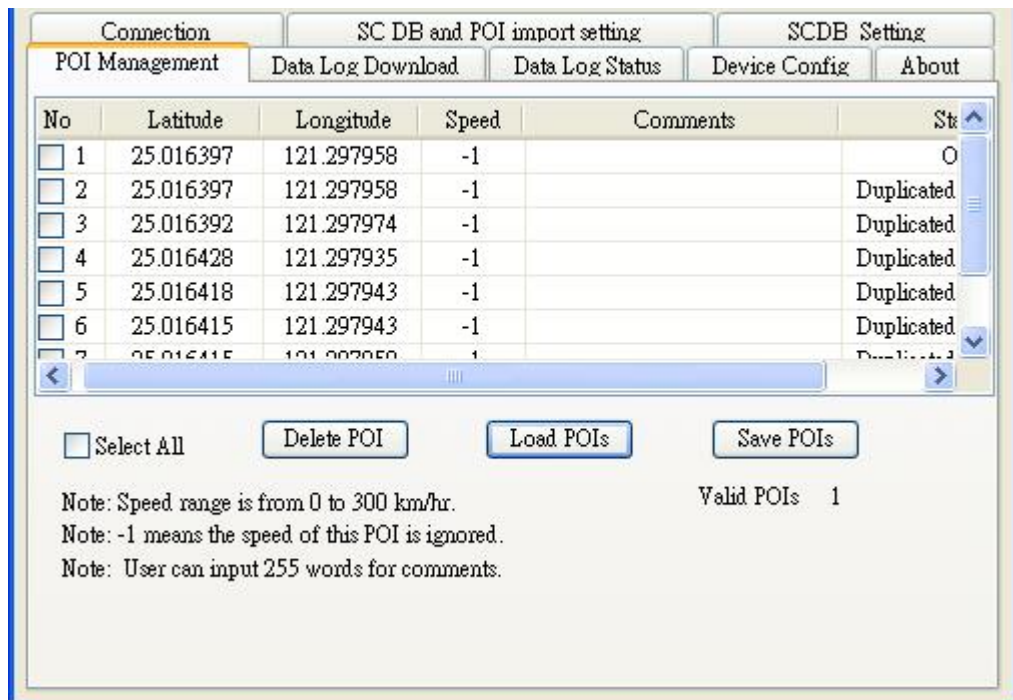 Connection SC DB and POI import setting SCDB Setting
POI Management Data Log Download Data Log Status Device Config About
No Latitude Longitude Speed Comments
1 25.016397 121.297958 -1
2 25.016397 121.297958 -1 Duplicated
3 25.016392 121.297974 -1 Duplicated
4 25.016428 121.297935 -1 Duplicated
5 25.016418 121.297943 -1 Duplicated
6 25.016415 121.297943 -1 Duplicated
Select All Delete POI Load POIs Save POIs
Note: Speed range is from 0 to 300 km/hr. Valid POIs 1
Note: -1 means the speed of this POI is ignored.
Note: User can input 255 words for comments.